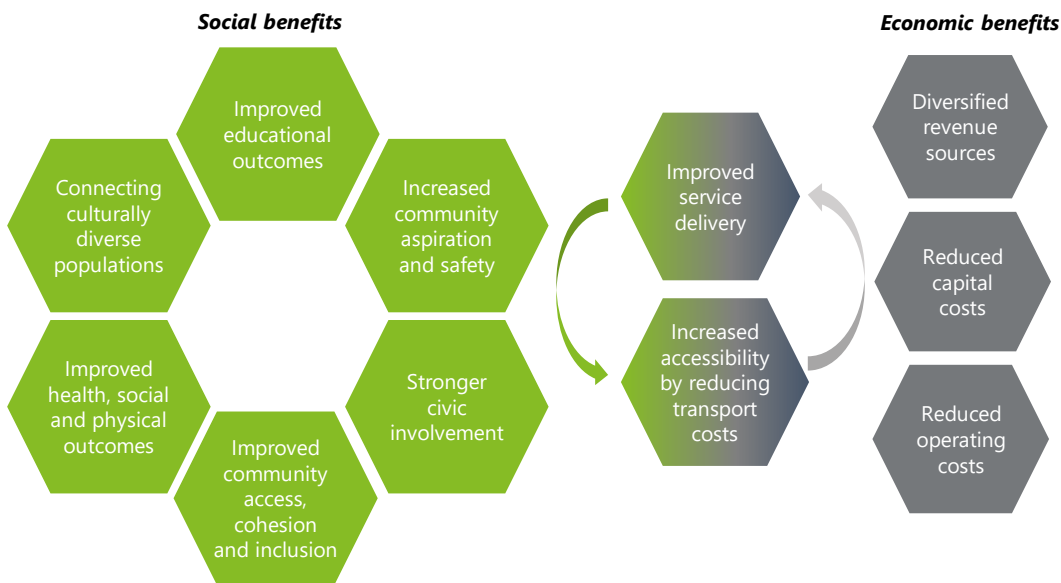 Social benefits
Economic benefits
Improved
educational
outcomes
Connecting
culturally
diverse
populations
Increased
community
aspiration
and safety
Improved
health, social
and physical
outcomes
Stronger
civic
involvement
Improved
community
access,
cohesion
and inclusion
Improved
service
delivery
Increased
accessibility
by reducing
transport
costs
Diversified
revenue
sources
Reduced
capital
costs
Reduced
operating
costs